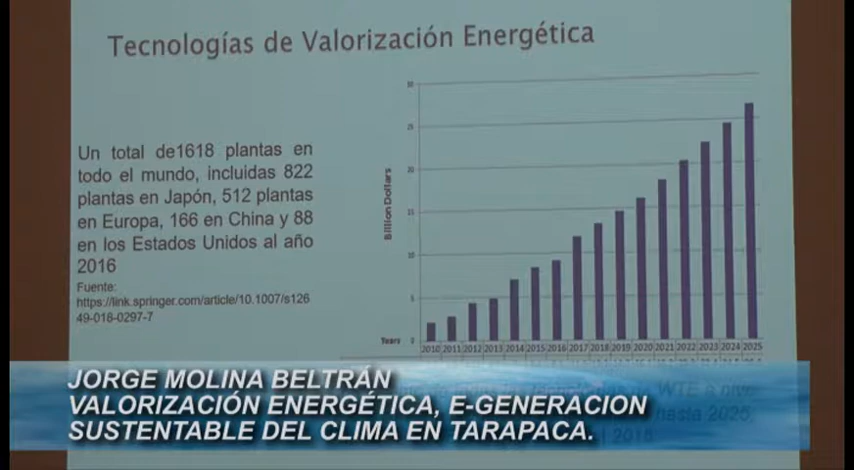 Tecnologías de Valorización Energética
Un total de1618 plantas en
todo el mundo, incluidas 822
plantas en Japón, 512 plantas
en Europa, 166 en China y 88
en los Estados Unidos al año
2016
Fuente:
https://link.springer.com/article/10.1007/s126
49-018-0297-7
Billion Dollars
30
25
20
15
10
5
0
Years
2010 2011 2012 2013 2014 2015 2016 2017 2018 2019 2020 2021 2022 2023 2024 2025
WTE a nive
hasta 2025
JORGE MOLINA BELTRÁN
VALORIZACIÓN ENERGÉTICA, E-GENERACION
SUSTENTABLE DEL CLIMA EN TARAPACA.